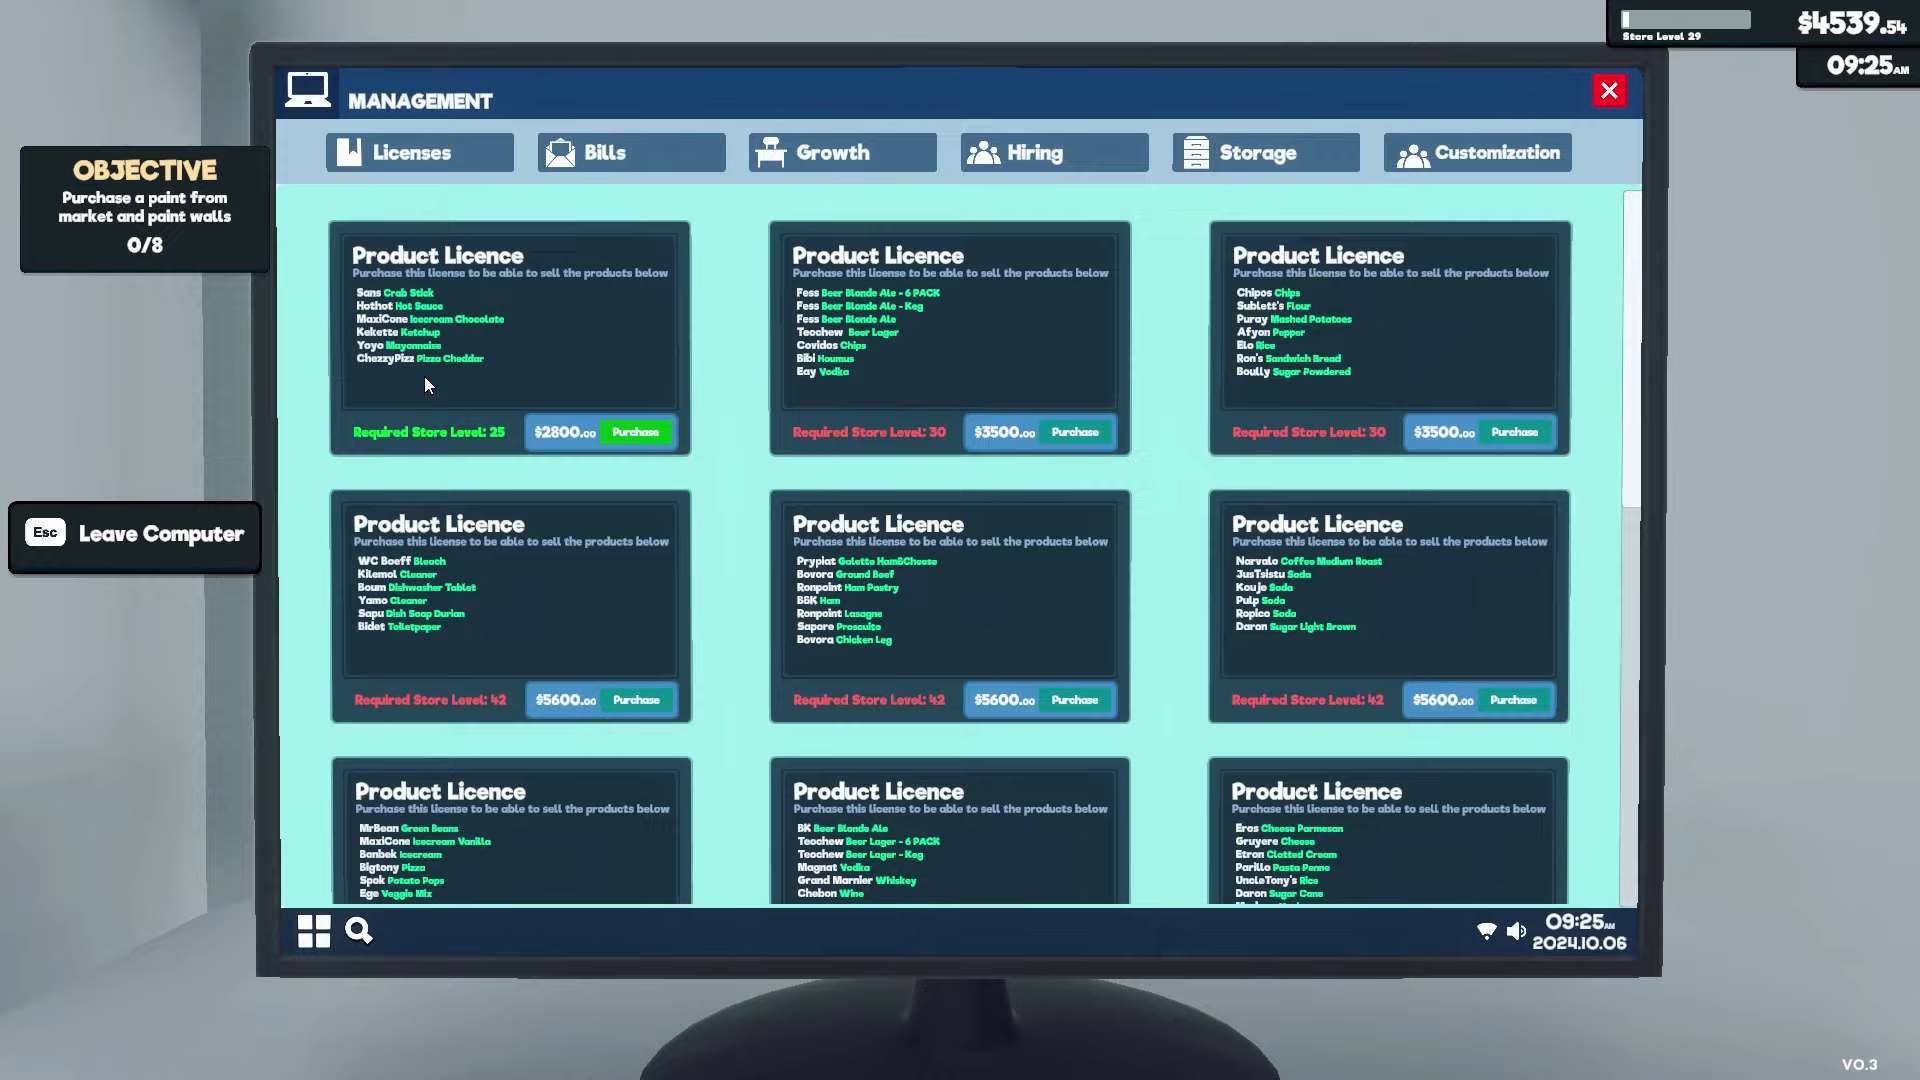 $4539.54
Store Level 29
09:25AM
MANAGEMENT
Licenses
Bills
Growth
Hiring
Storage
Customization
OBJECTIVE
Purchase a paint from
market and paint walls
0/8
Esc Leave Computer
Product Licence
Purchase this license to be able to sell the products below
Sans Crab Stick
Hothot Hot Sauce
MaxiCone Icecream Chocolate
Kekette Ketchup
Yoyo Mayonnaise
ChezzyPizz Pizza Cheddar
Required Store Level: 25
$2800.00 Purchase
Product Licence
Purchase this license to be able to sell the products below
Fess Beer Blonde Ale - 6 PACK
Fess Beer Blonde Ale - Keg
Fess Beer Blonde Ale
Teochew Beer Lager
Covidos Chips
Bibi Houmus
Eay Vodka
Required Store Level: 30
$3500.00 Purchase
Product Licence
Purchase this license to be able to sell the products below
Chipos Chips
Sublett's Flour
Puray Mashed Potatoes
Afyon Pepper
Elo Rice
Ron's Sandwich Bread
Boully Sugar Powdered
Required Store Level: 30
$3500.00 Purchase
Product Licence
Purchase this license to be able to sell the products below
WC Boeff Bleach
Kilemol Cleaner
Boum Dishwasher Tablet
Yamo Cleaner
Sapu Dish Soap Durian
Bidet Toiletpaper
Required Store Level: 42
$5600.00 Purchase
Product Licence
Purchase this license to be able to sell the products below
Prypiat Galette Ham&Cheese
Bovora Ground Beef
Ronpoint Ham Pastry
B&K Ham
Ronpoint Lasagne
Sapore Proscuito
Bovora Chicken Leg
Required Store Level: 42
$5600.00 Purchase
Product Licence
Purchase this license to be able to sell the products below
Narvalo Coffee Medium Roast
JusTsistu Soda
Kouje Soda
Pulp Soda
Ropico Soda
Daron Sugar Light Brown
Required Store Level: 42
$5600.00 Purchase
Product Licence
Purchase this license to be able to sell the products below
MrBean Green Beans
MaxiCone Icecream Vanilla
Bonbek Icecream
Bigtony Pizza
Spok Potato Pops
Ege Veggie Mix
Product Licence
Purchase this license to be able to sell the products below
BK Beer Blonde Ale
Teochew Beer Lager - 6 PACK
Teochew Beer Lager - Keg
Magnat Vodka
Grand Marnier Whiskey
Chebon Wine
Product Licence
Purchase this license to be able to sell the products below
Eros Cheese Parmesan
Gruyere Cheese
Etron Clotted Cream
Parillo Pasta Penne
UncleTony's Rice
Daron Sugar Cane
09:25AM
2024.10.06
V0.3